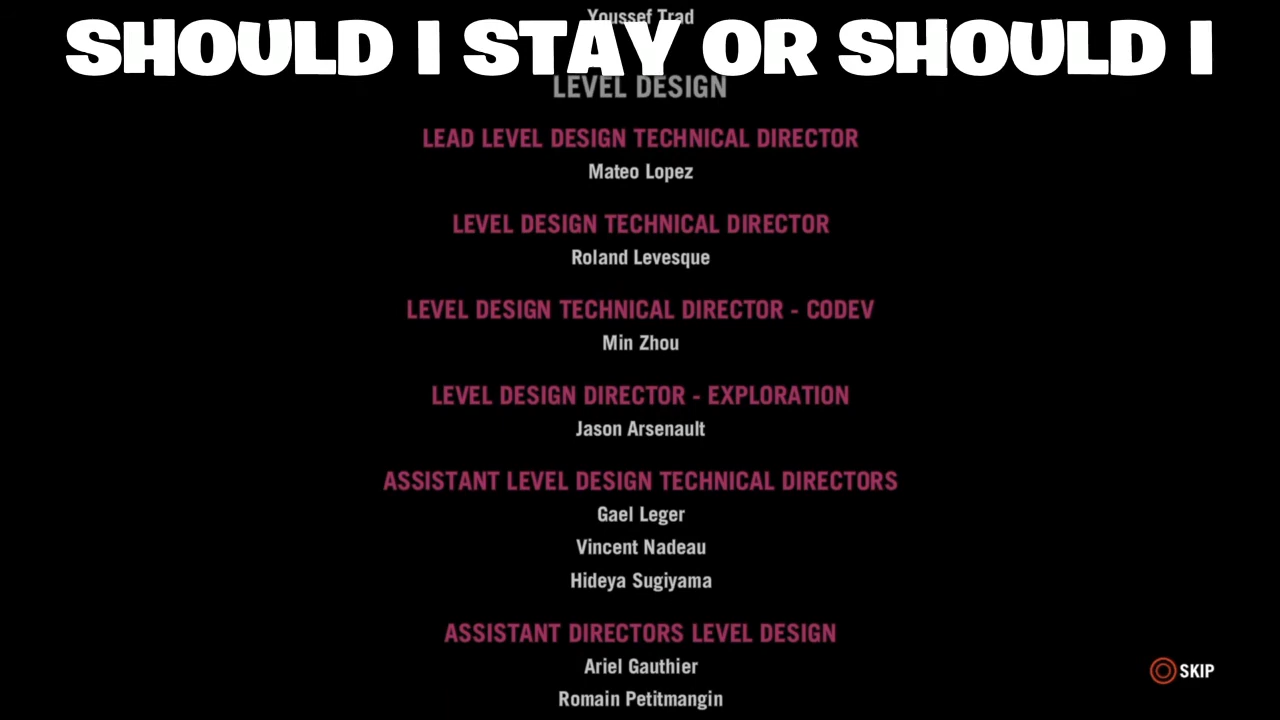 Youssef Trad
SHOULD I STAY OR SHOULD I
LEVEL DESIGN
LEAD LEVEL DESIGN TECHNICAL DIRECTOR
Mateo Lopez
LEVEL DESIGN TECHNICAL DIRECTOR
Roland Levesque
LEVEL DESIGN TECHNICAL DIRECTOR - CODEV
Min Zhou
LEVEL DESIGN DIRECTOR - EXPLORATION
Jason Arsenault
ASSISTANT LEVEL DESIGN TECHNICAL DIRECTORS
Gael Leger
Vincent Nadeau
Hideya Sugiyama
ASSISTANT DIRECTORS LEVEL DESIGN
Ariel Gauthier
SKIP
Romain Petitmangin